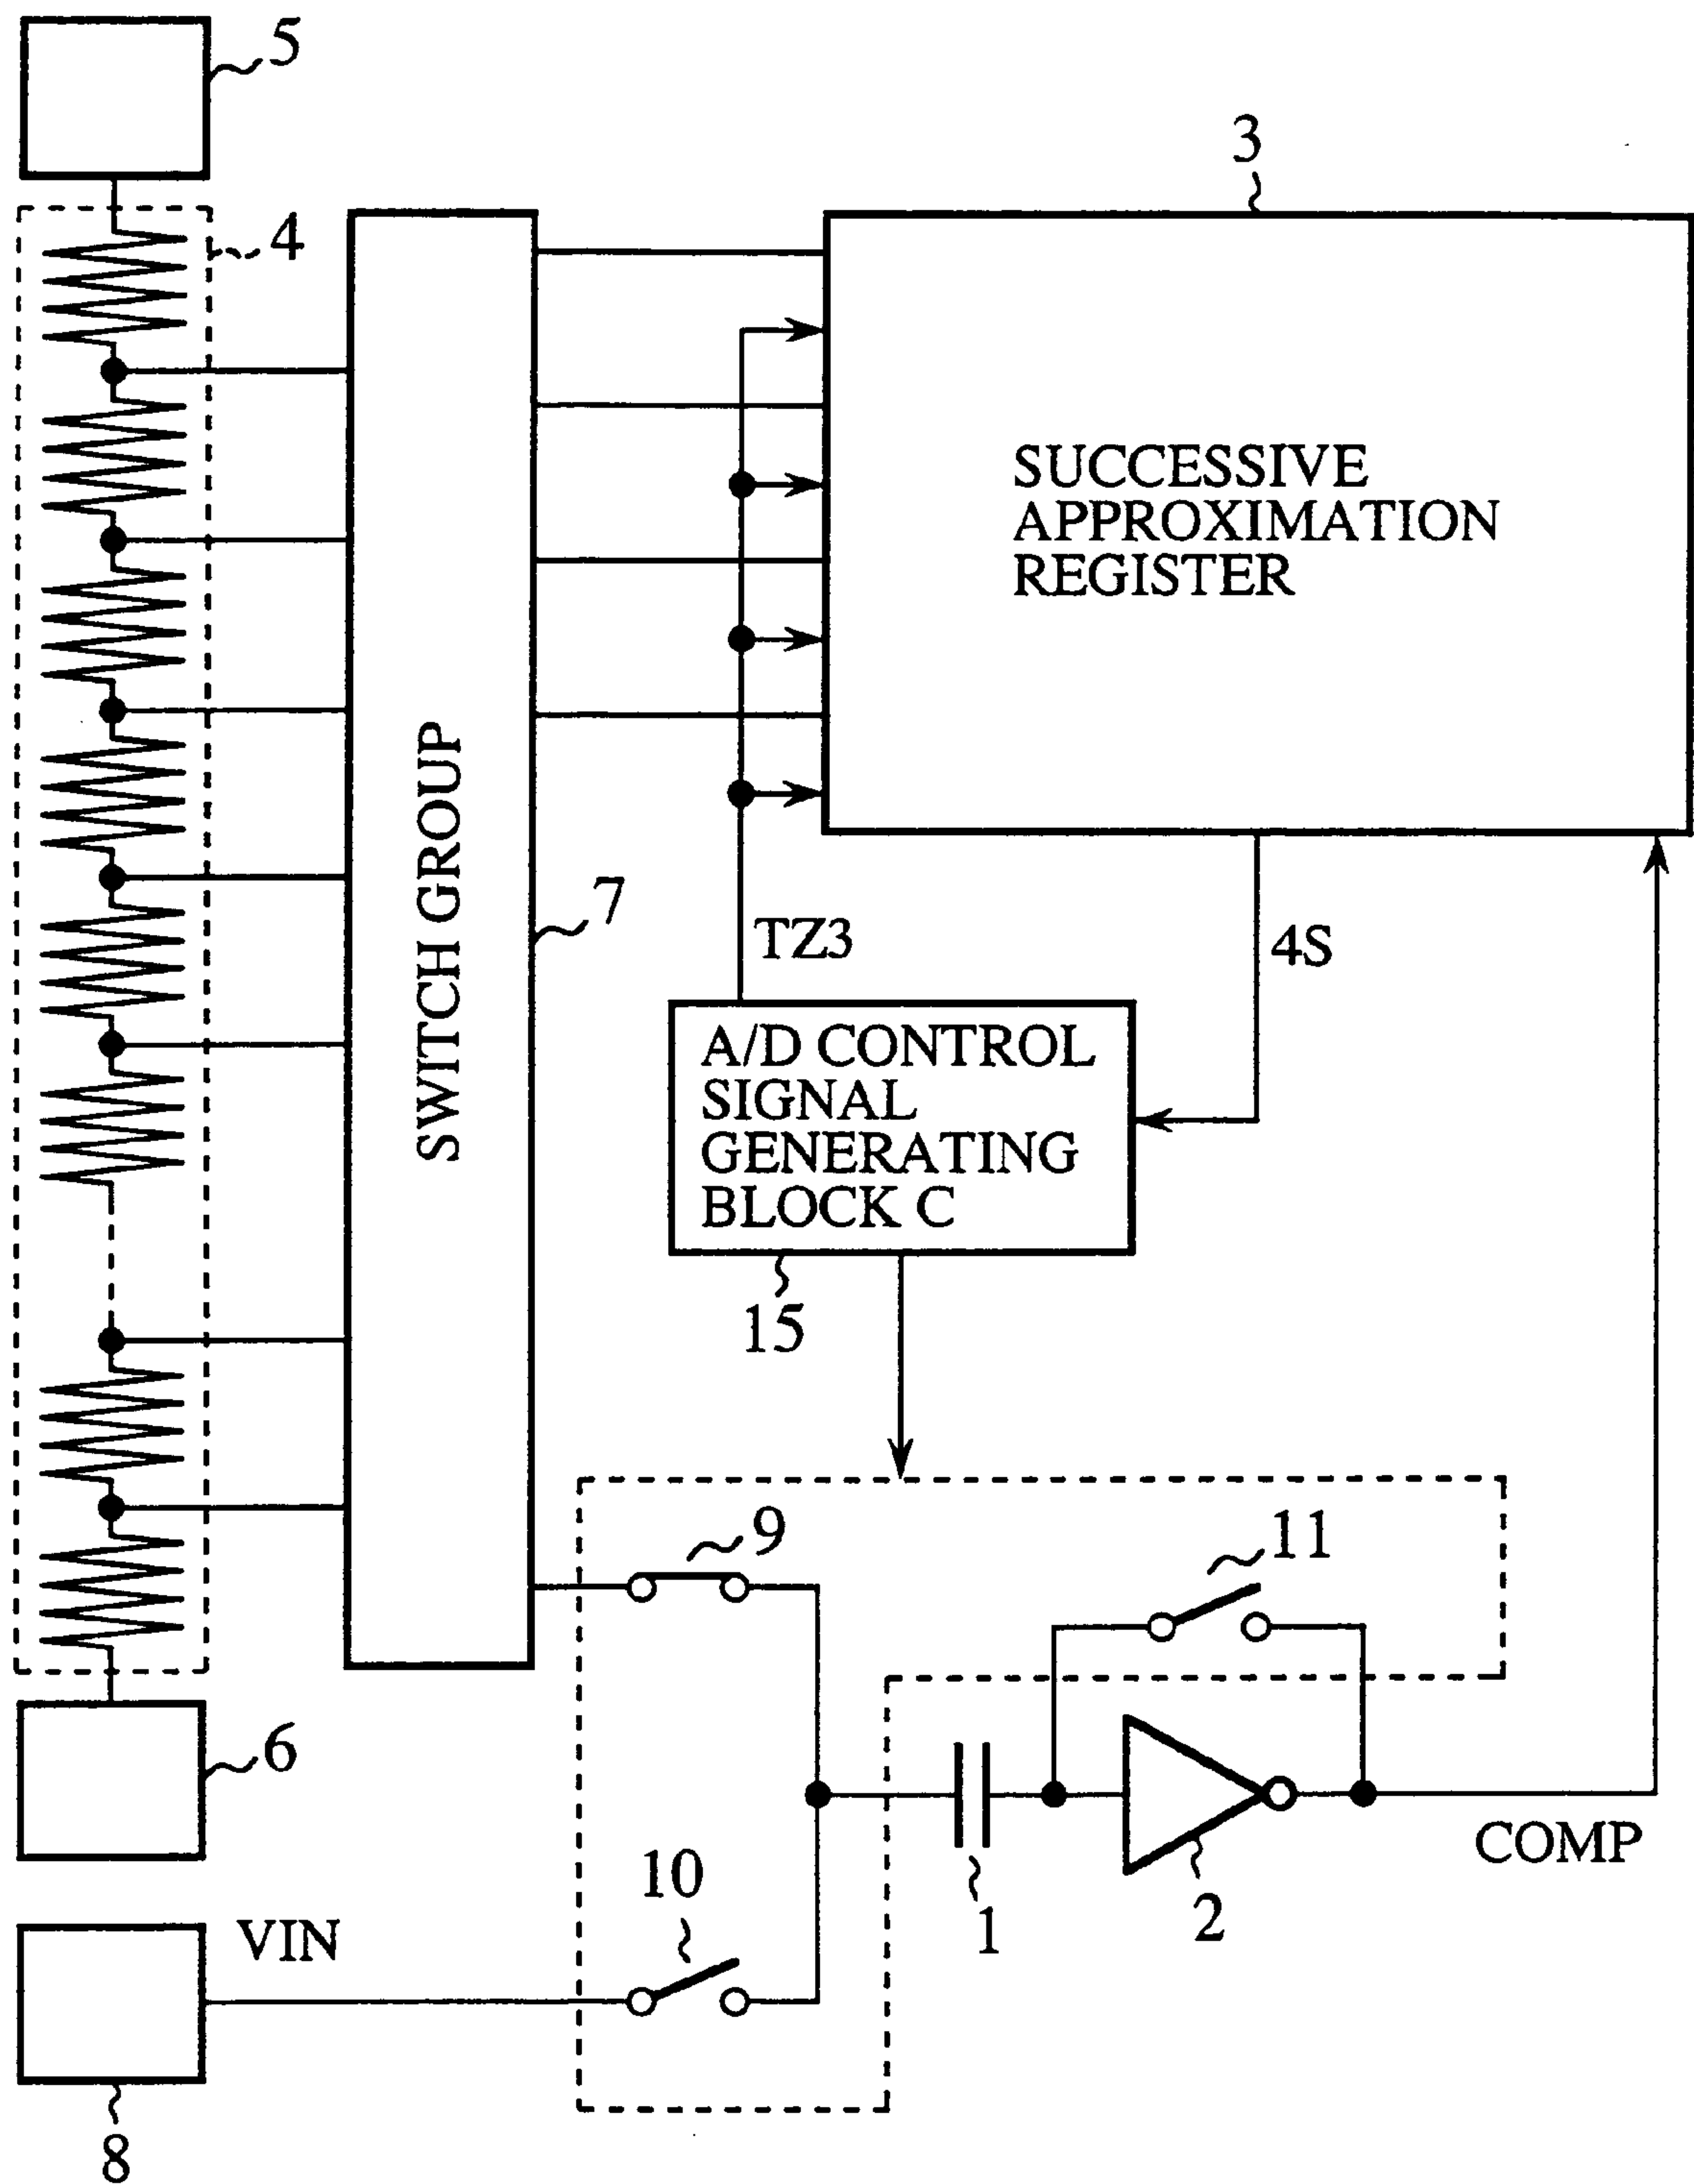 5
3
4
SUCCESSIVE
APPROXIMATION
REGISTER
SWITCH GROUP
7
TZ3
4S
A/D CONTROL
SIGNAL
GENERATING
BLOCK C
15
9
11
6
10
1
2
COMP
VIN
8